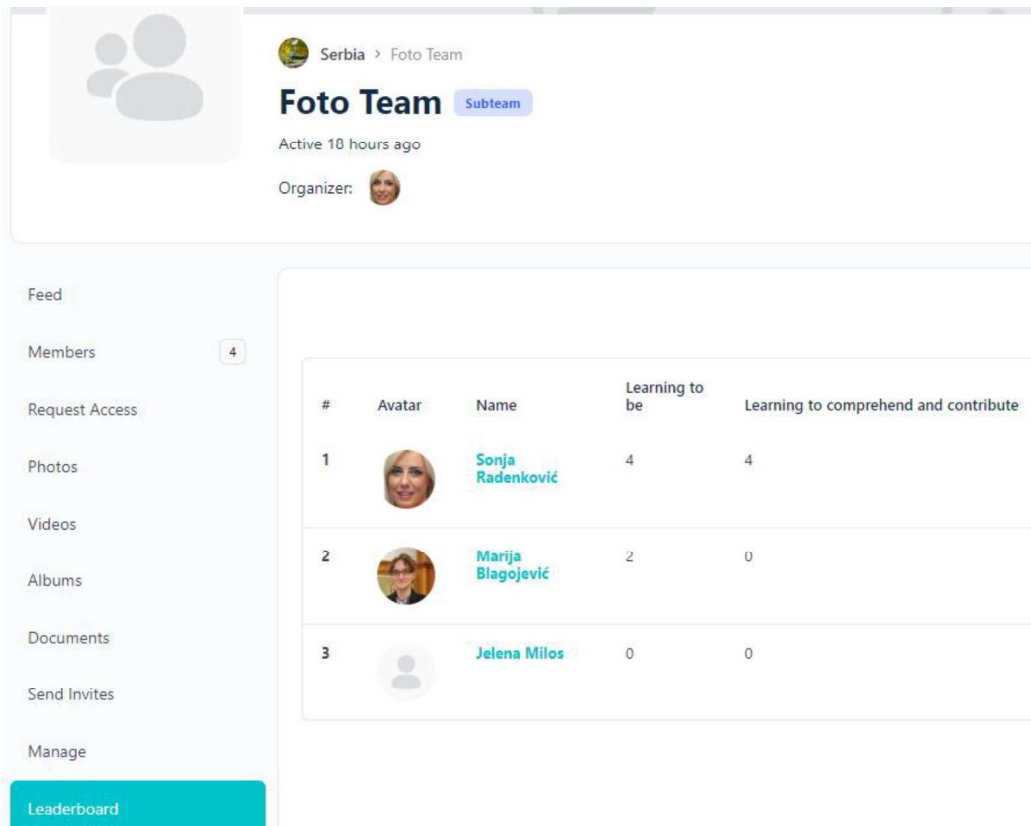 Serbia > Foto Team
Foto Team Subteam
Active 18 hours ago
Organizer:
Feed
Members 4
Request Access
Photos
Videos
Albums
Documents
Send Invites
Manage
Leaderboard
# Avatar Name Learning to be Learning to comprehend and contribute
1 Sonja Radenković 4 4
2 Marija Blagojević 2 0
3 Jelena Milos 0 0